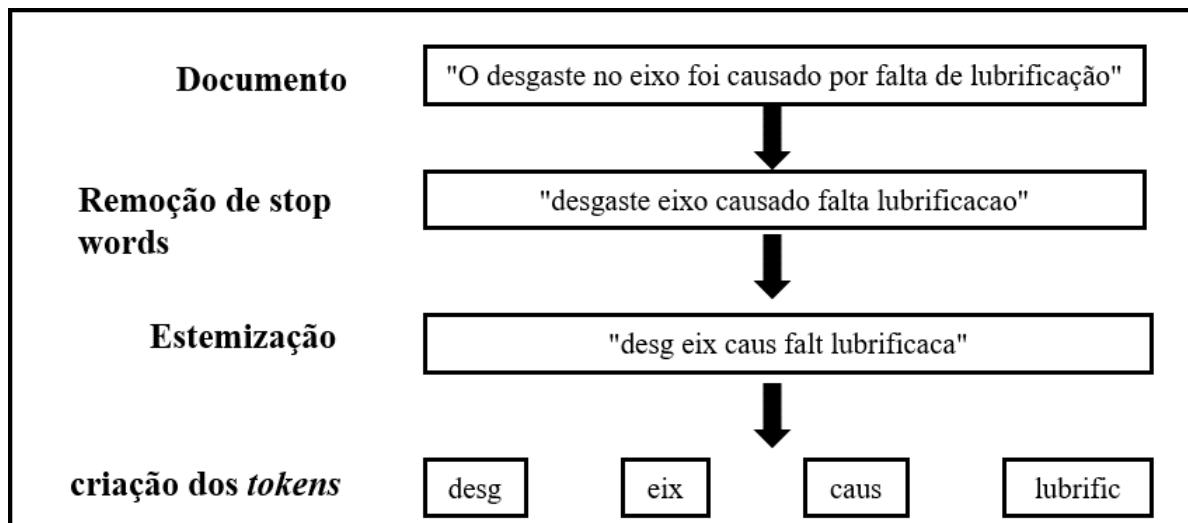 Documento
"O desgaste no eixo foi causado por falta de lubrificação"
Remoção de stop
words
"desgaste eixo causado falta lubrificacao"
Estemização
"desg eix caus falt lubrificaca"
criação dos tokens
desg
eix
caus
lubrific